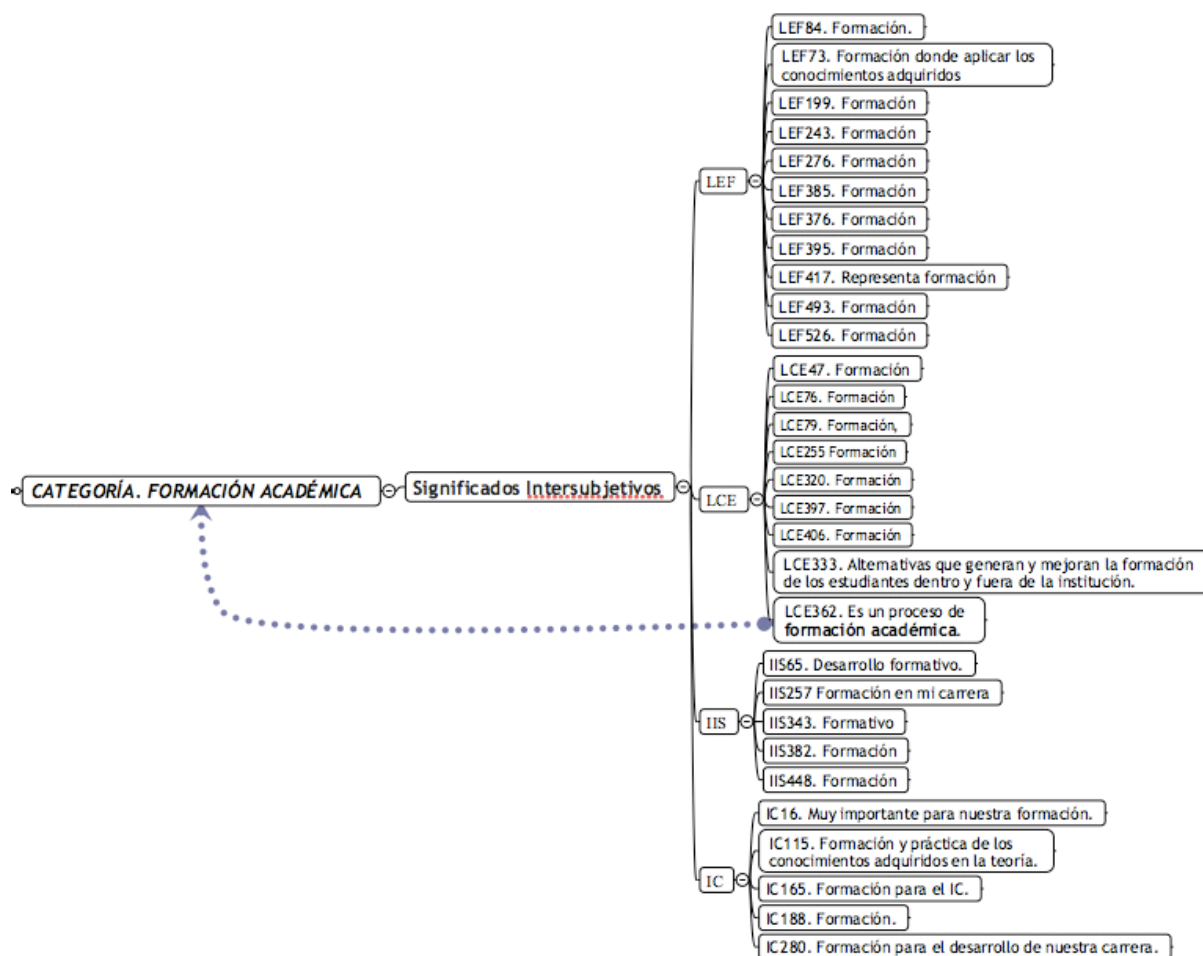 CATEGORÍA. FORMACIÓN ACADÉMICA
Significados Intersubjetivos
LEF
LEF84. Formación.
LEF73. Formación donde aplicar los
conocimientos adquiridos
LEF199. Formación
LEF243. Formación
LEF276. Formación
LEF385. Formación
LEF376. Formación
LEF395. Formación
LEF417. Representa formación
LEF493. Formación
LEF526. Formación
LCE
LCE47. Formación
LCE76. Formación
LCE79. Formación,
LCE255 Formación
LCE320. Formación
LCE397. Formación
LCE406. Formación
LCE333. Alternativas que generan y mejoran la formación
de los estudiantes dentro y fuera de la institución.
LCE362. Es un proceso de
formación académica.
IIS
IIS65. Desarrollo formativo.
IIS257 Formación en mi carrera
IIS343. Formativo
IIS382. Formación
IIS448. Formación
IC
IC16. Muy importante para nuestra formación.
IC115. Formación y práctica de los
conocimientos adquiridos en la teoría.
IC165. Formación para el IC.
IC188. Formación.
IC280. Formación para el desarrollo de nuestra carrera.